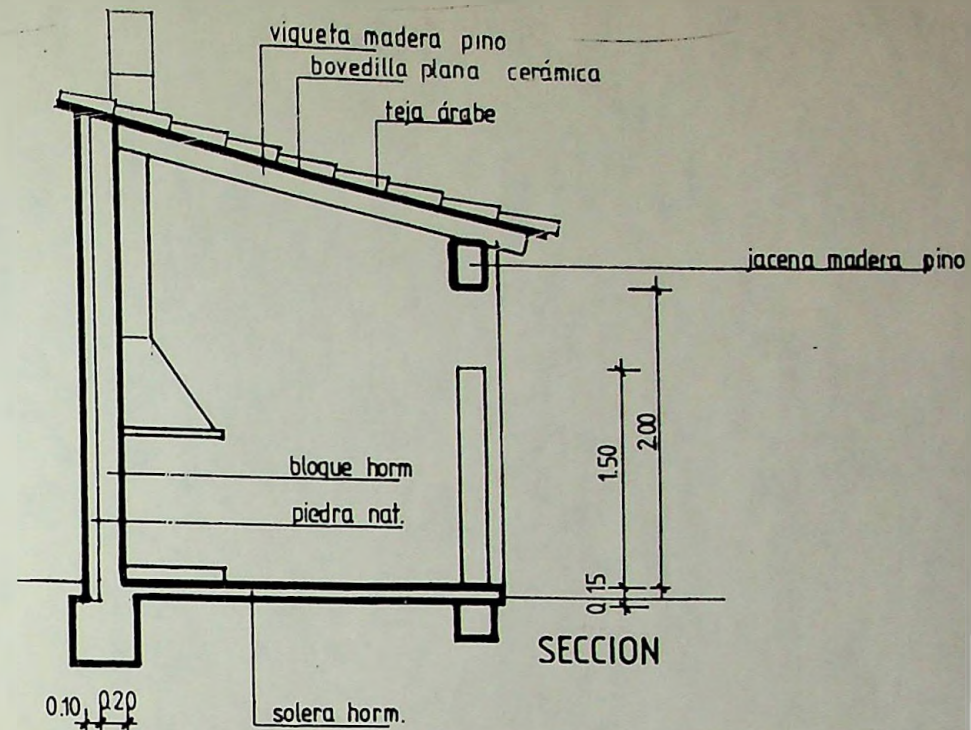 viqueta madera pino
bovedilla plana cerámica
teja árabe
jacena madera pino
2.00
1.50
bloque horm
piedra nat.
0.15
SECCION
0.10
0.20
solera horm.